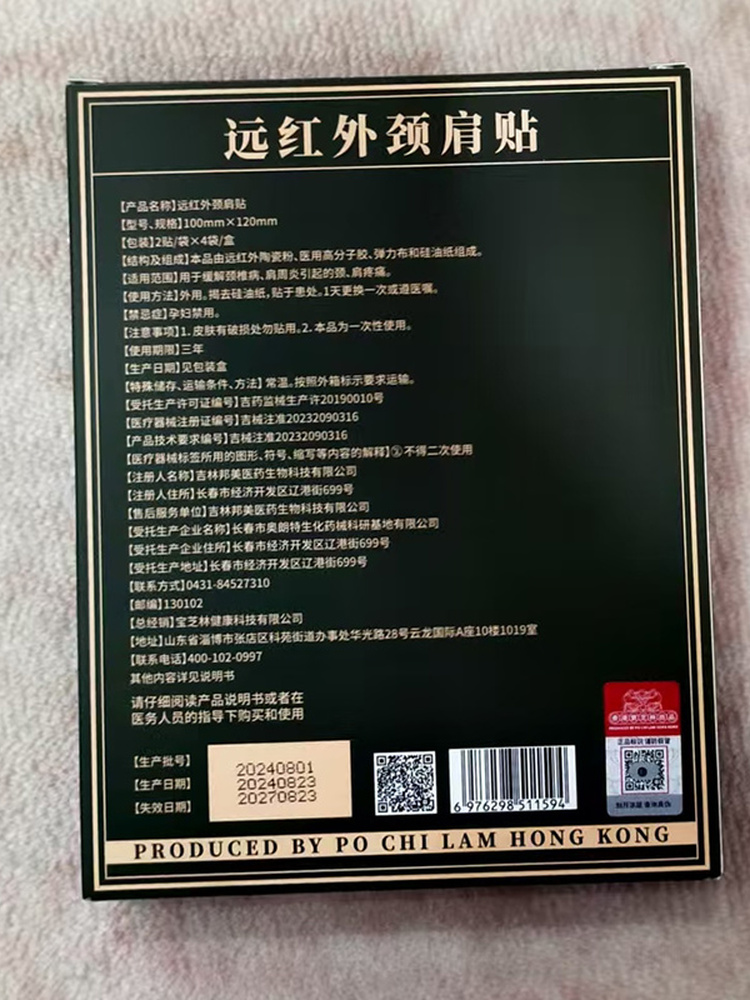 远红外颈肩贴
【产品名称】远红外颈肩贴
【型号、规格】100mm×120mm
【包装】2贴/袋×4袋/盒
【结构及组成】本品由远红外陶瓷粉、医用高分子胶、弹力布和硅油纸组成。
【适用范围】用于缓解颈椎病、肩周炎引起的颈、肩疼痛。
【使用方法】外用。揭去硅油纸,贴于患处。1天更换一次或遵医嘱。
【禁忌症】孕妇禁用。
【注意事项】1.皮肤有破损处勿贴用。2.本品为一次性使用。
【使用期限】三年
【生产日期】见包装盒
【特殊储存、运输条件、方法】常温。按照外箱标示要求运输。
【受托生产许可证编号】吉药监械生产许20190010号
【医疗器械注册证编号】吉械注准20232090316
【产品技术要求编号】吉械注准20232090316
【医疗器械标签所用的图形、符号、缩写等内容的解释】②不得二次使用
【注册人名称】吉林邦美医药生物科技有限公司
【注册人住所】长春市经济开发区辽港街699号
【售后服务单位】吉林邦美医药生物科技有限公司
【受托生产企业名称】长春市奥朗特生化药械科研基地有限公司
【受托生产企业住所】长春市经济开发区辽港街699号
【受托生产地址】长春市经济开发区辽港街699号
【联系方式】0431-84527310
【邮编】130102
【总经销】宝芝林健康科技有限公司
【地址】山东省淄博市张店区科苑街道办事处华光路28号云龙国际A座10楼1019室
【联系电话】400-102-0997
其他内容详见说明书
请仔细阅读产品说明书或者在
医务人员的指导下购买和使用
【生产批号】 20240801
【生产日期】 20240823
【失效日期】 20270823
6 976298 511594
PRODUCED BY PO CHI LAM HONG KONG